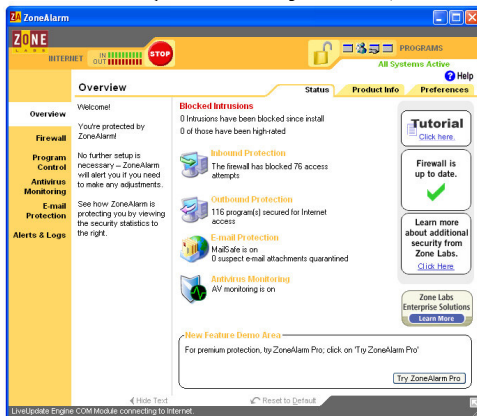 ZA ZoneAlarm
ZONE
LABS
INTERNET
IN
OUT
STOP
PROGRAMS
All Systems Active
Help
Overview
Status
Product Info
Preferences
Overview
Firewall
Program
Control
Antivirus
Monitoring
E-mail
Protection
Alerts & Logs
Welcome!
You're protected by
ZoneAlarm!
No further setup is
necessary -- ZoneAlarm
will alert you if you need
to make any adjustments.
See how ZoneAlarm is
protecting you by viewing
the security statistics to
the right.
Blocked Intrusions
0 Intrusions have been blocked since install
0 of those have been high-rated
Inbound Protection
The firewall has blocked 76 access
attempts
Outbound Protection
116 program(s) secured for Internet
access
E-mail Protection
MailSafe is on
0 suspect e-mail attachments quarantined
Antivirus Monitoring
AV monitoring is on
Tutorial
Click here.
Firewall is
up to date.
Learn more
about additional
security from
Zone Labs.
Click Here
Zone Labs
Enterprise Solutions
Learn More
New Feature Demo Area
For premium protection, try ZoneAlarm Pro; click on 'Try ZoneAlarm Pro'
Try ZoneAlarm Pro
Hide Text
Reset to Default
LiveUpdate Engine COM Module connecting to Internet.